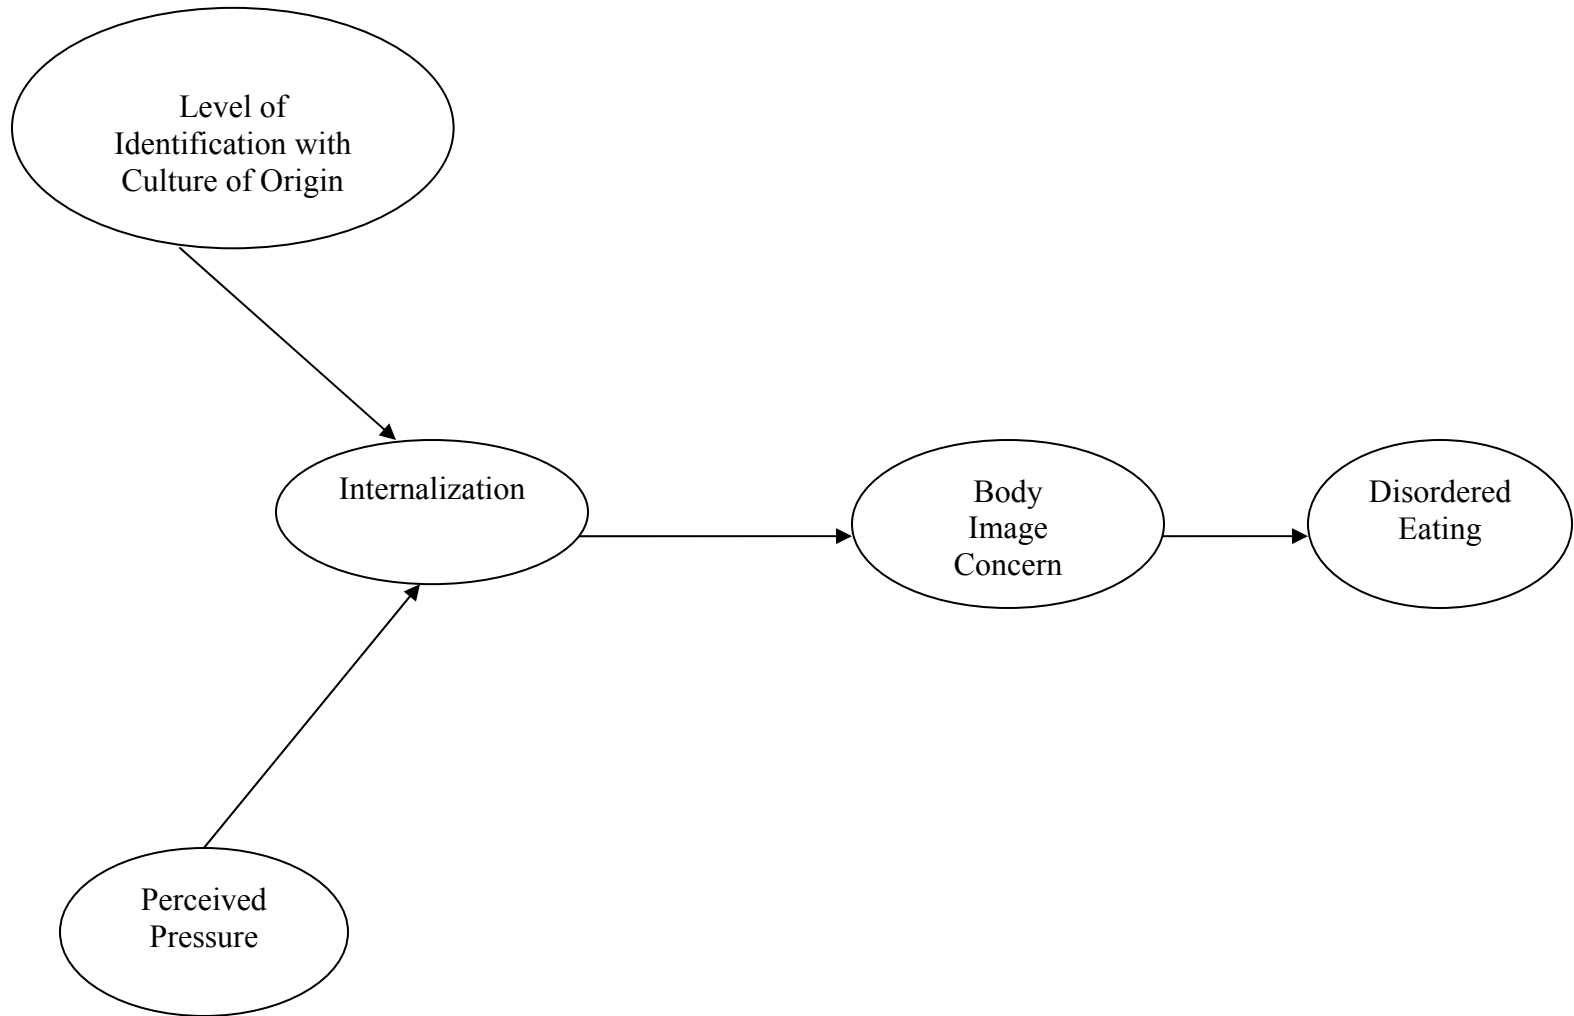 Level of
Identification with
Culture of Origin
Internalization
Body
Image
Concern
Disordered
Eating
Perceived
Pressure